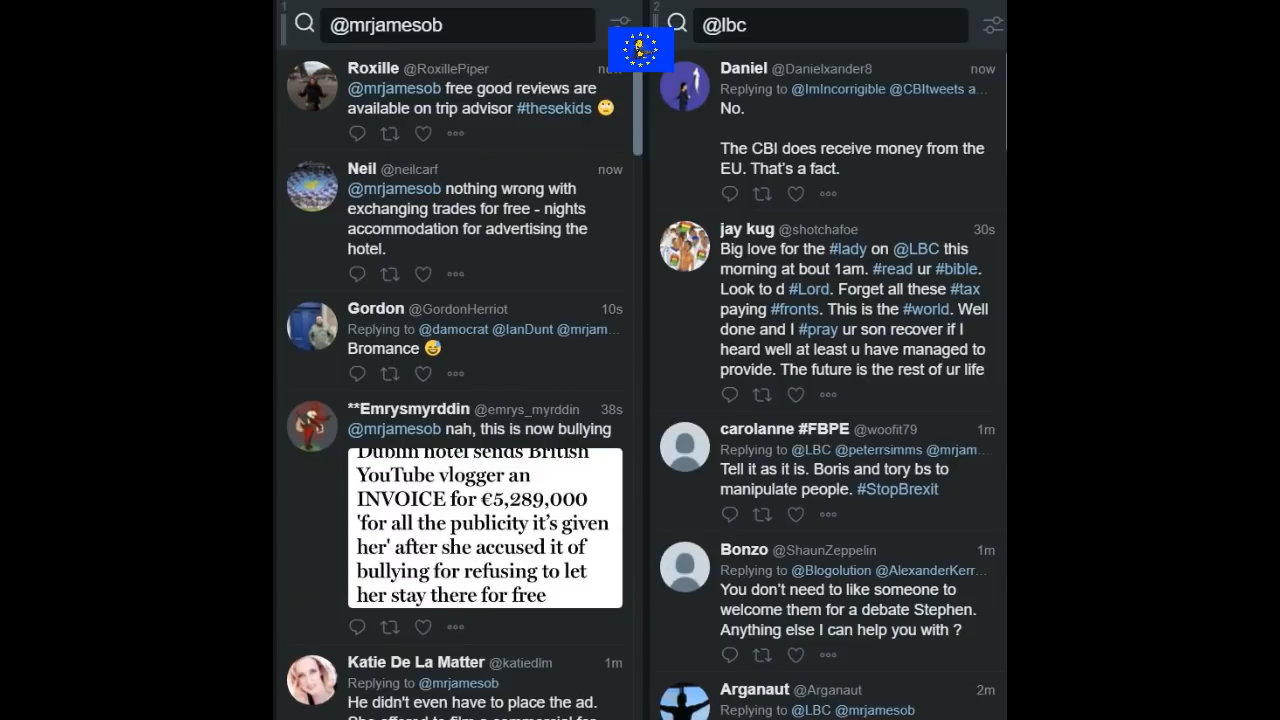 1
@mrjamesob
Roxille @RoxillePiper now
@mrjamesob free good reviews are
available on trip advisor #thesekids 🙄
Neil @neilcarf now
@mrjamesob nothing wrong with
exchanging trades for free - nights
accommodation for advertising the
hotel.
Gordon @GordonHerriot 10s
Replying to @damocrat @IanDunt @mrjam...
Bromance 😅
**Emrysmyrddin @emrys_myrddin 38s
@mrjamesob nah, this is now bullying
Dublin hotel sends British
YouTube vlogger an
INVOICE for €5,289,000
'for all the publicity it's given
her' after she accused it of
bullying for refusing to let
her stay there for free
Katie De La Matter @katiedlm 1m
Replying to @mrjamesob
He didn't even have to place the ad.
She offered to film a commercial for
2
@lbc
Daniel @Danielxander8 now
Replying to @ImIncorrigible @CBItweets a...
No.
The CBI does receive money from the
EU. That's a fact.
jay kug @shotchafoe 30s
Big love for the #lady on @LBC this
morning at bout 1am. #read ur #bible.
Look to d #Lord. Forget all these #tax
paying #fronts. This is the #world. Well
done and I #pray ur son recover if I
heard well at least u have managed to
provide. The future is the rest of ur life
carolanne #FBPE @woofit79 1m
Replying to @LBC @peterrsimms @mrjam...
Tell it as it is. Boris and tory bs to
manipulate people. #StopBrexit
Bonzo @ShaunZeppelin 1m
Replying to @Blogolution @AlexanderKerr...
You don't need to like someone to
welcome them for a debate Stephen.
Anything else I can help you with ?
Arganaut @Arganaut 2m
Replying to @LBC @mrjamesob